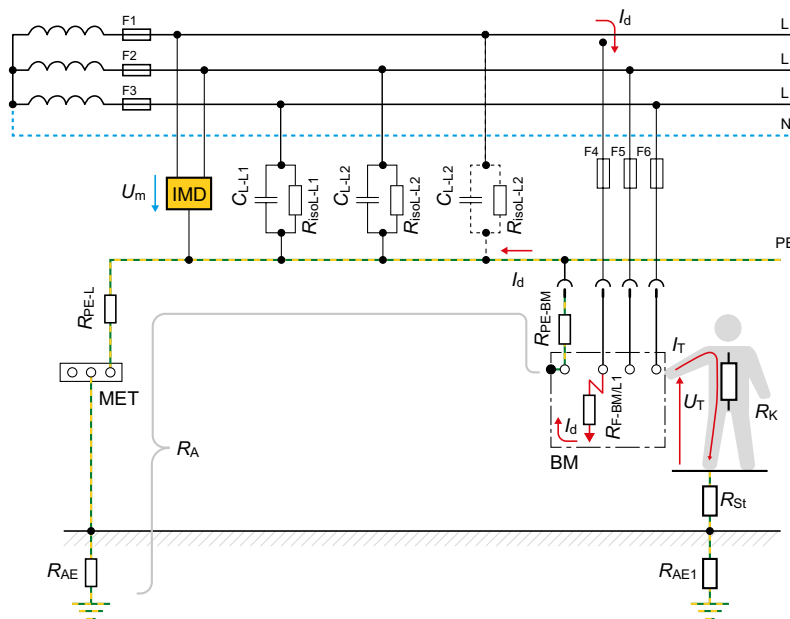 F1
Id
L
F2
L
F3
L
N
F4
F5
F6
Um
IMD
CL-L1
RisoL-L1
CL-L2
RisoL-L2
CL-L2
RisoL-L2
PE
Id
RPE-L
RPE-BM
MET
IT
UT
RK
RF-BM/L1
Id
RA
BM
RSt
RAE
RAE1